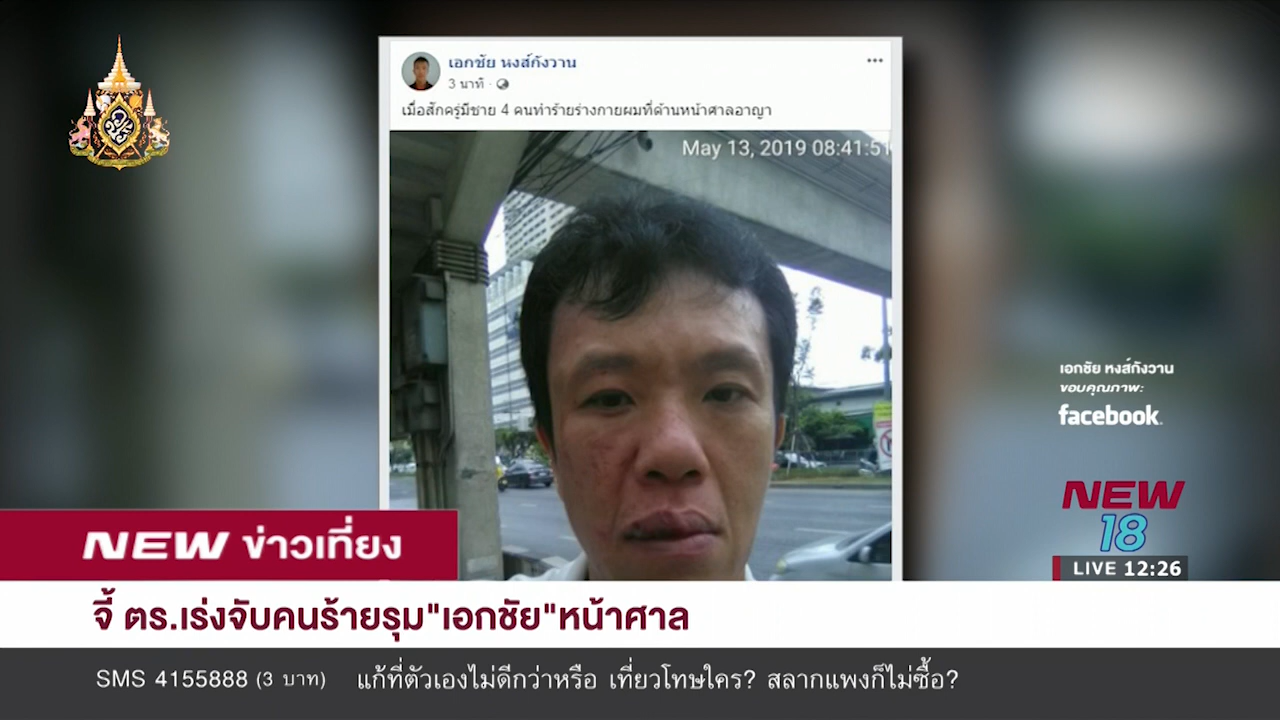 เอกชัย หงส์กังวาน
3 นาที ·
เมื่อสักครู่มีชาย 4 คนทำร้ายร่างกายผมที่ด้านหน้าศาลอาญา
May 13, 2019 08:41:51
เอกชัย หงส์กังวาน
ขอบคุณภาพ:
facebook.
NEW
18
LIVE 12:26
NEW ข่าวเที่ยง
จี้ ตร.เร่งจับคนร้ายรุม"เอกชัย"หน้าศาล
SMS 4155888 (3 บาท) แก้ที่ตัวเองไม่ดีกว่าหรือ เที่ยวโทษใคร? สลากแพงก็ไม่ซื้อ?